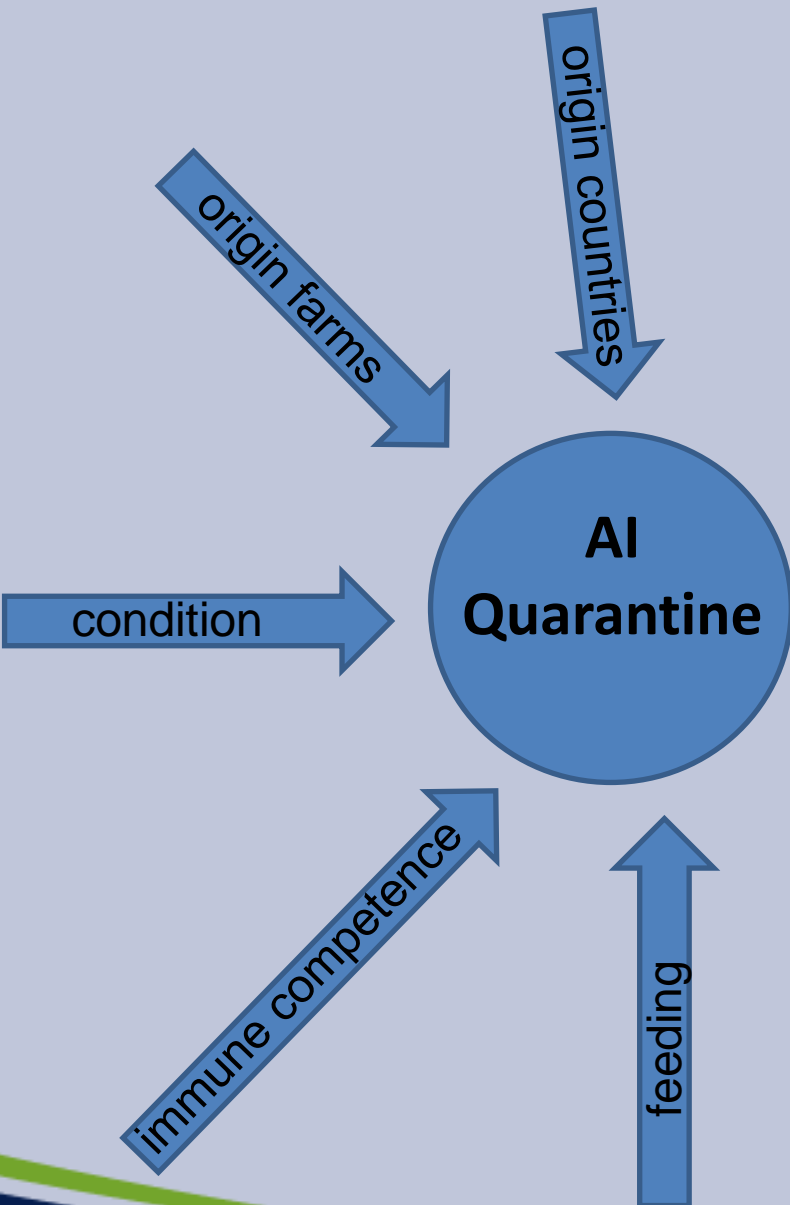 origin countries
origin farms
condition
AI
Quarantine
immune competence
feeding